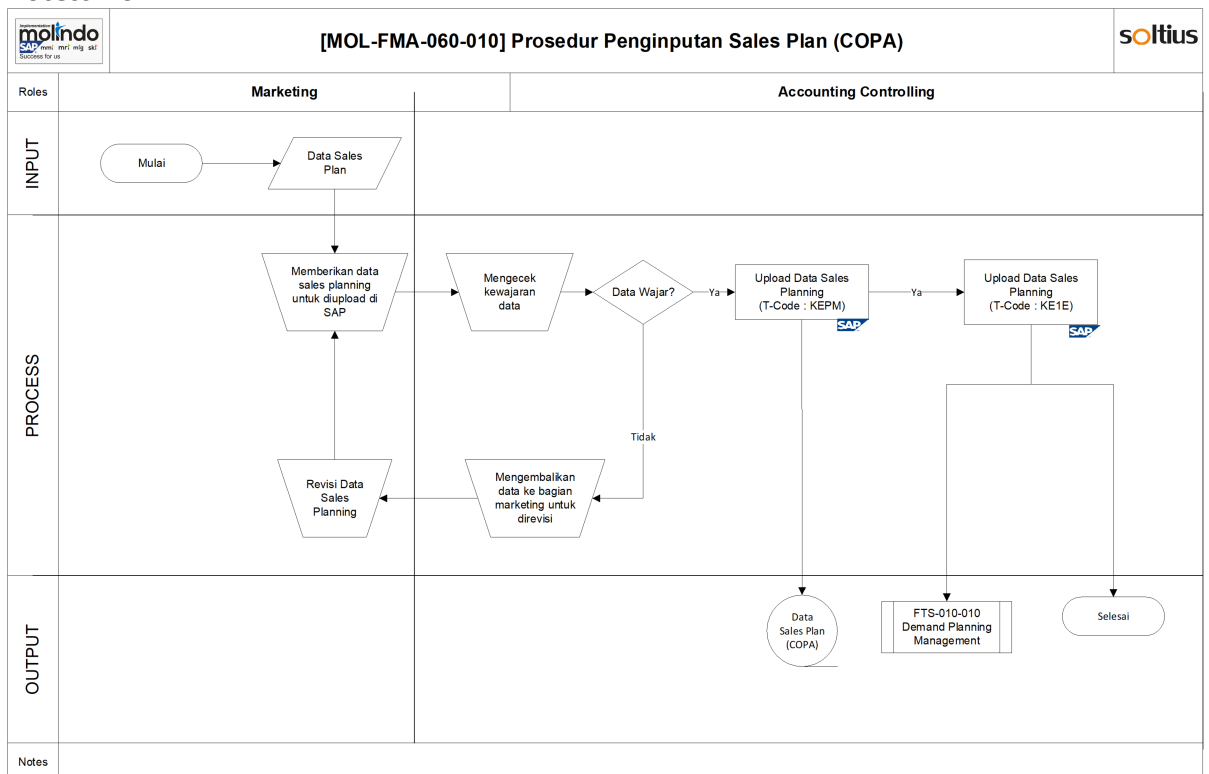 Implementation
molindo
SAP mmi mri mlg ski
Success for us
[MOL-FMA-060-010] Prosedur Penginputan Sales Plan (COPA)
soltius
Roles
Marketing
Accounting Controlling
INPUT
Mulai
Data Sales
Plan
PROCESS
Memberikan data
sales planning
untuk diupload di
SAP
Mengecek
kewajaran
data
Data Wajar?
Ya
Upload Data Sales
Planning
(T-Code : KEPM)
SAP
Ya
Upload Data Sales
Planning
(T-Code : KE1E)
SAP
Tidak
Revisi Data
Sales
Planning
Mengembalikan
data ke bagian
marketing untuk
direvisi
OUTPUT
Data
Sales Plan
(COPA)
FTS-010-010
Demand Planning
Management
Selesai
Notes